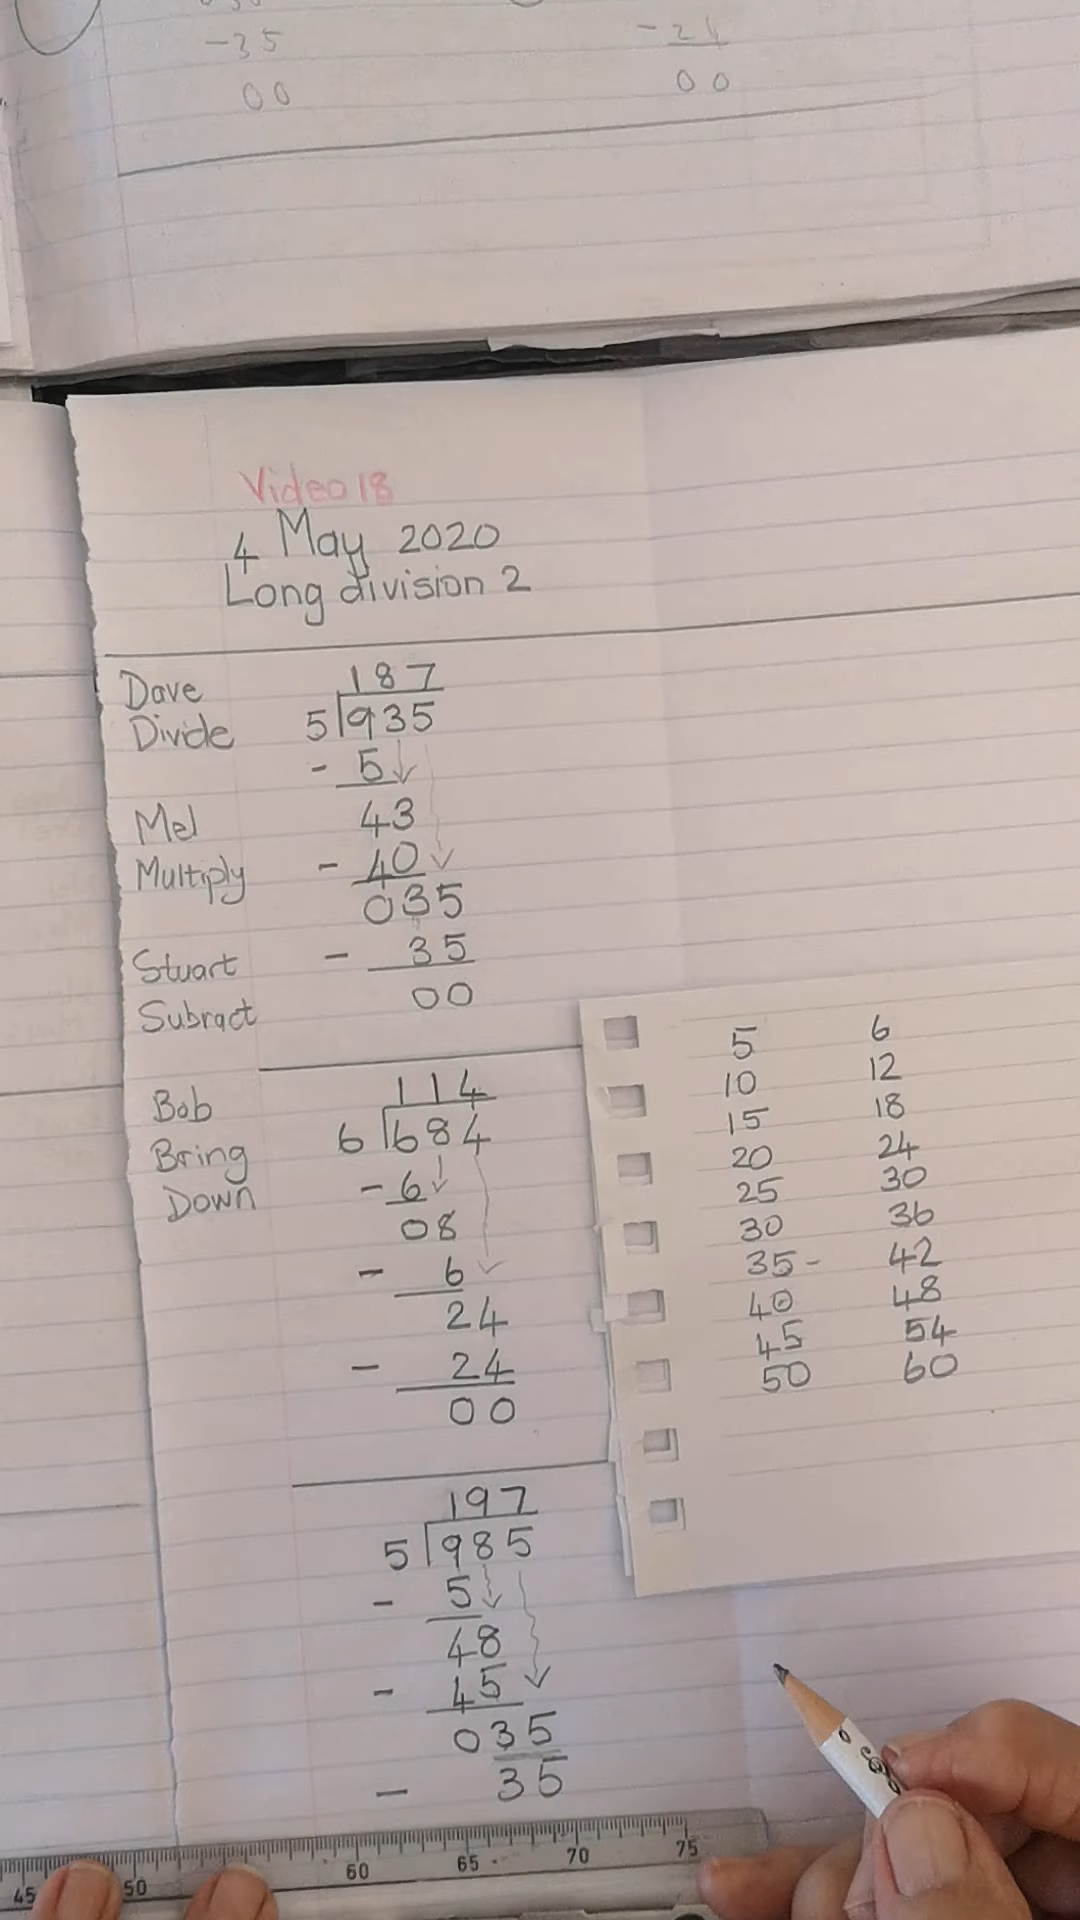 -35
00
-24
00
Video 18
4 May 2020
Long division 2
Dave
Divide
Mel
Multiply
Stuart
Subract
Bob
Bring
Down
187
5 935
- 5
43
- 40
035
- 35
00
114
6 684
- 6
08
- 6
24
- 24
00
197
5 985
- 5
48
- 45
035
- 35
5 6
10 12
15 18
20 24
25 30
30 36
35- 42
40 48
45 54
50 60
45 50 60 65 70 75